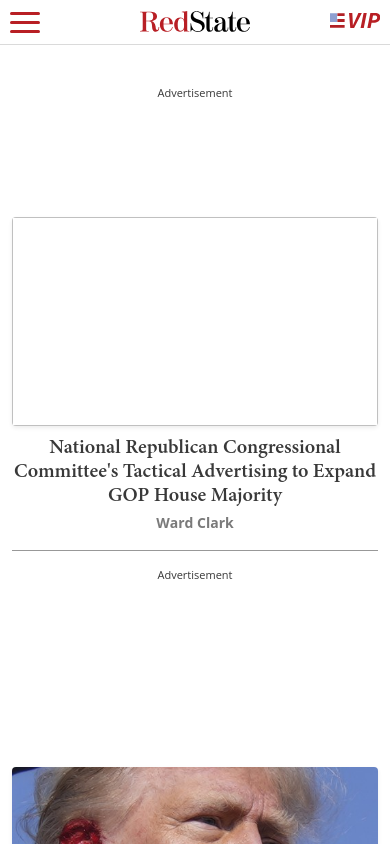 RedState
VIP
Advertisement
National Republican Congressional
Committee's Tactical Advertising to Expand
GOP House Majority
Ward Clark
Advertisement